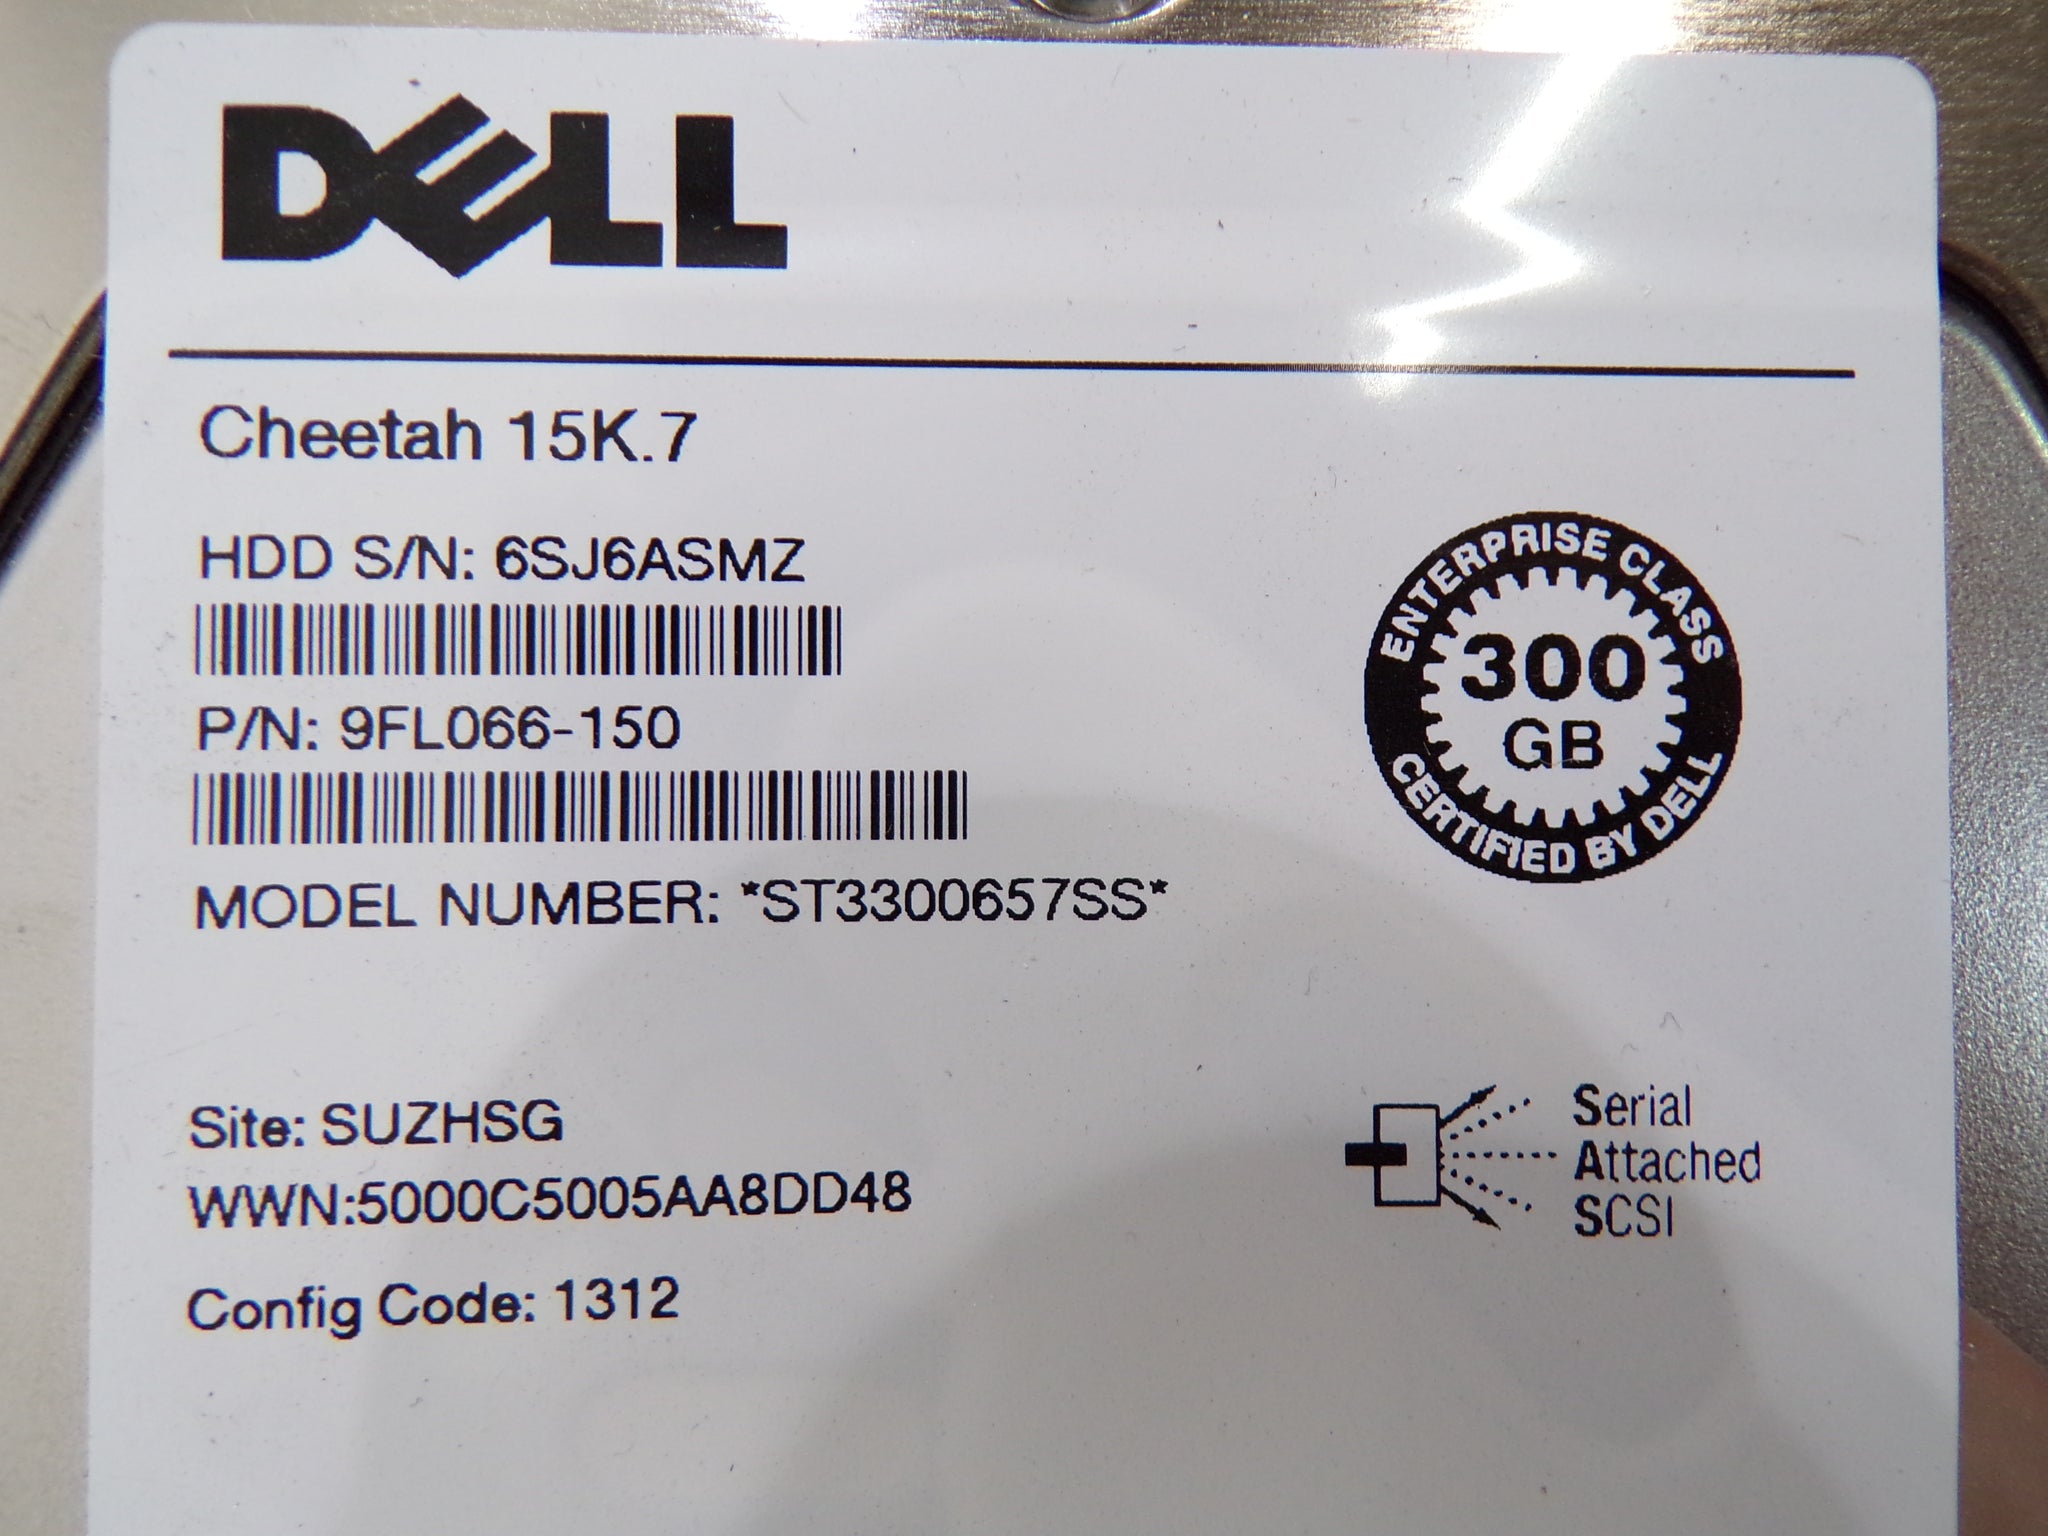 DELL
Cheetah 15K.7
HDD S/N: 6SJ6ASMZ
P/N: 9FL066-150
MODEL NUMBER: *ST3300657SS*
ENTERPRISE CLASS
300
GB
CERTIFIED BY DELL
Site: SUZHSG
WWN:5000C5005AA8DD48
Config Code: 1312
Serial
Attached
SCSI